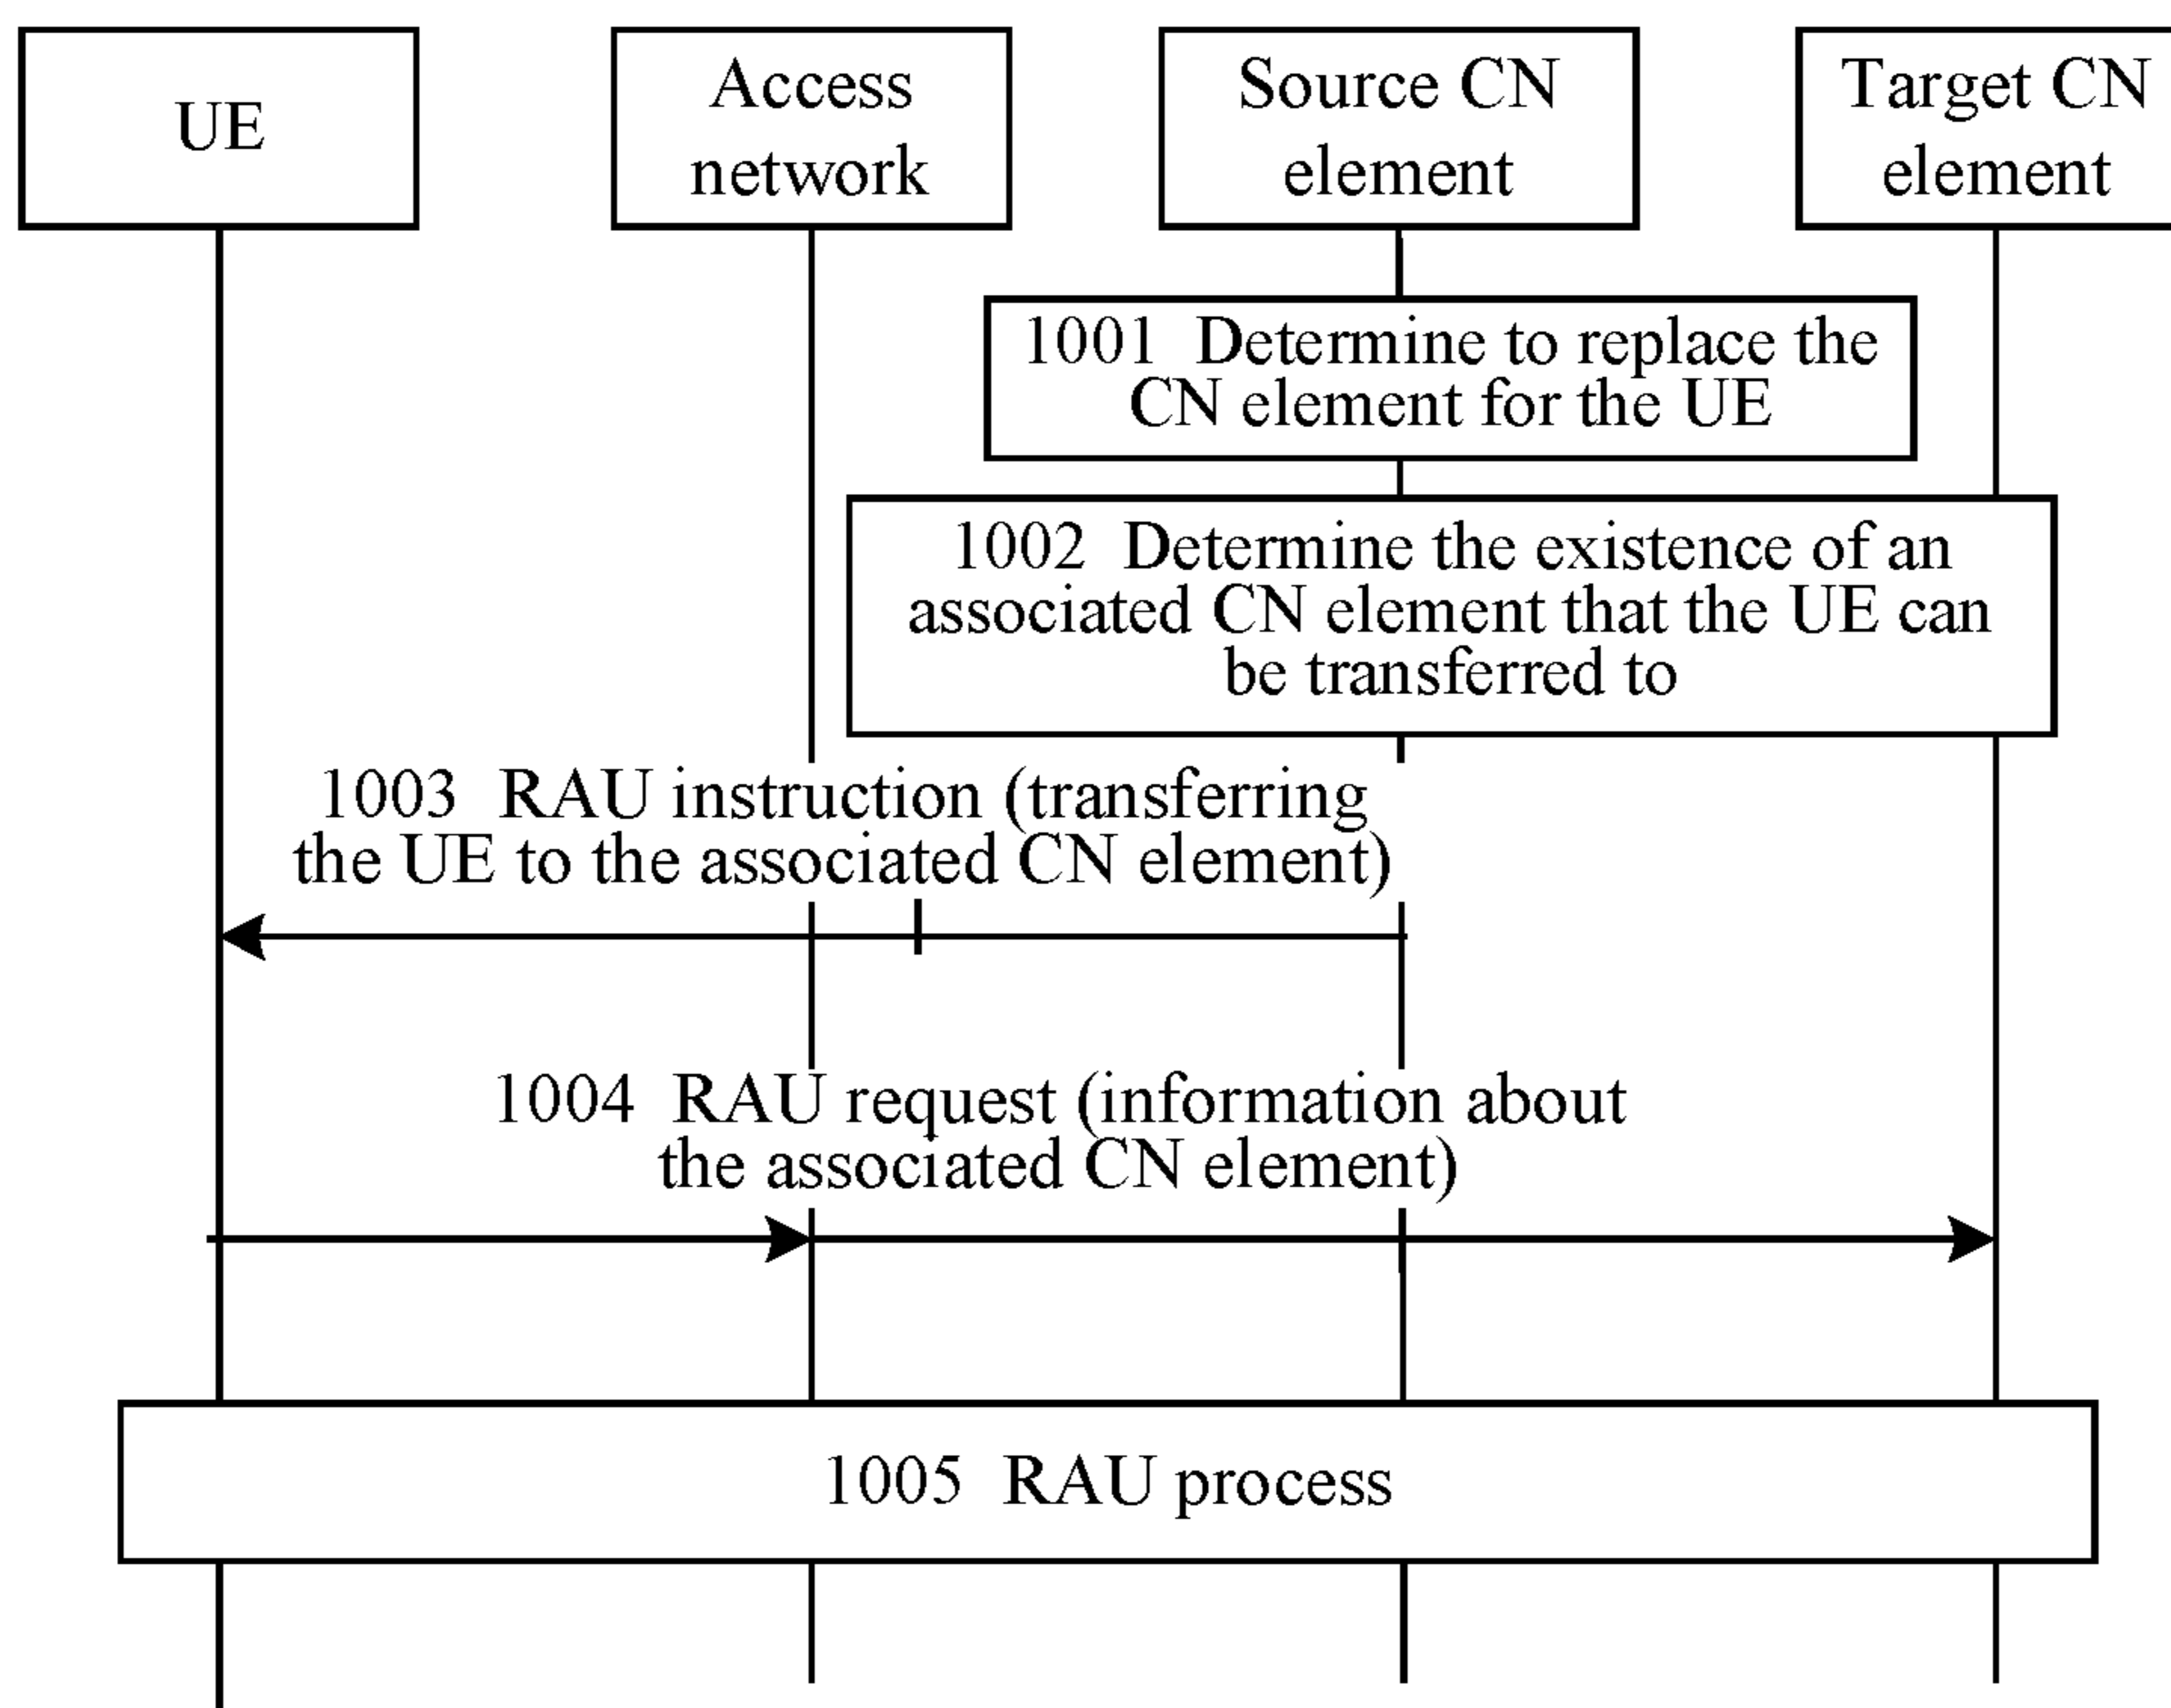 UE
Access
network
Source CN
element
Target CN
element
1001 Determine to replace the
CN element for the UE
1002 Determine the existence of an
associated CN element that the UE can
be transferred to
1003 RAU instruction (transferring
the UE to the associated CN element)
1004 RAU request (information about
the associated CN element)
1005 RAU process